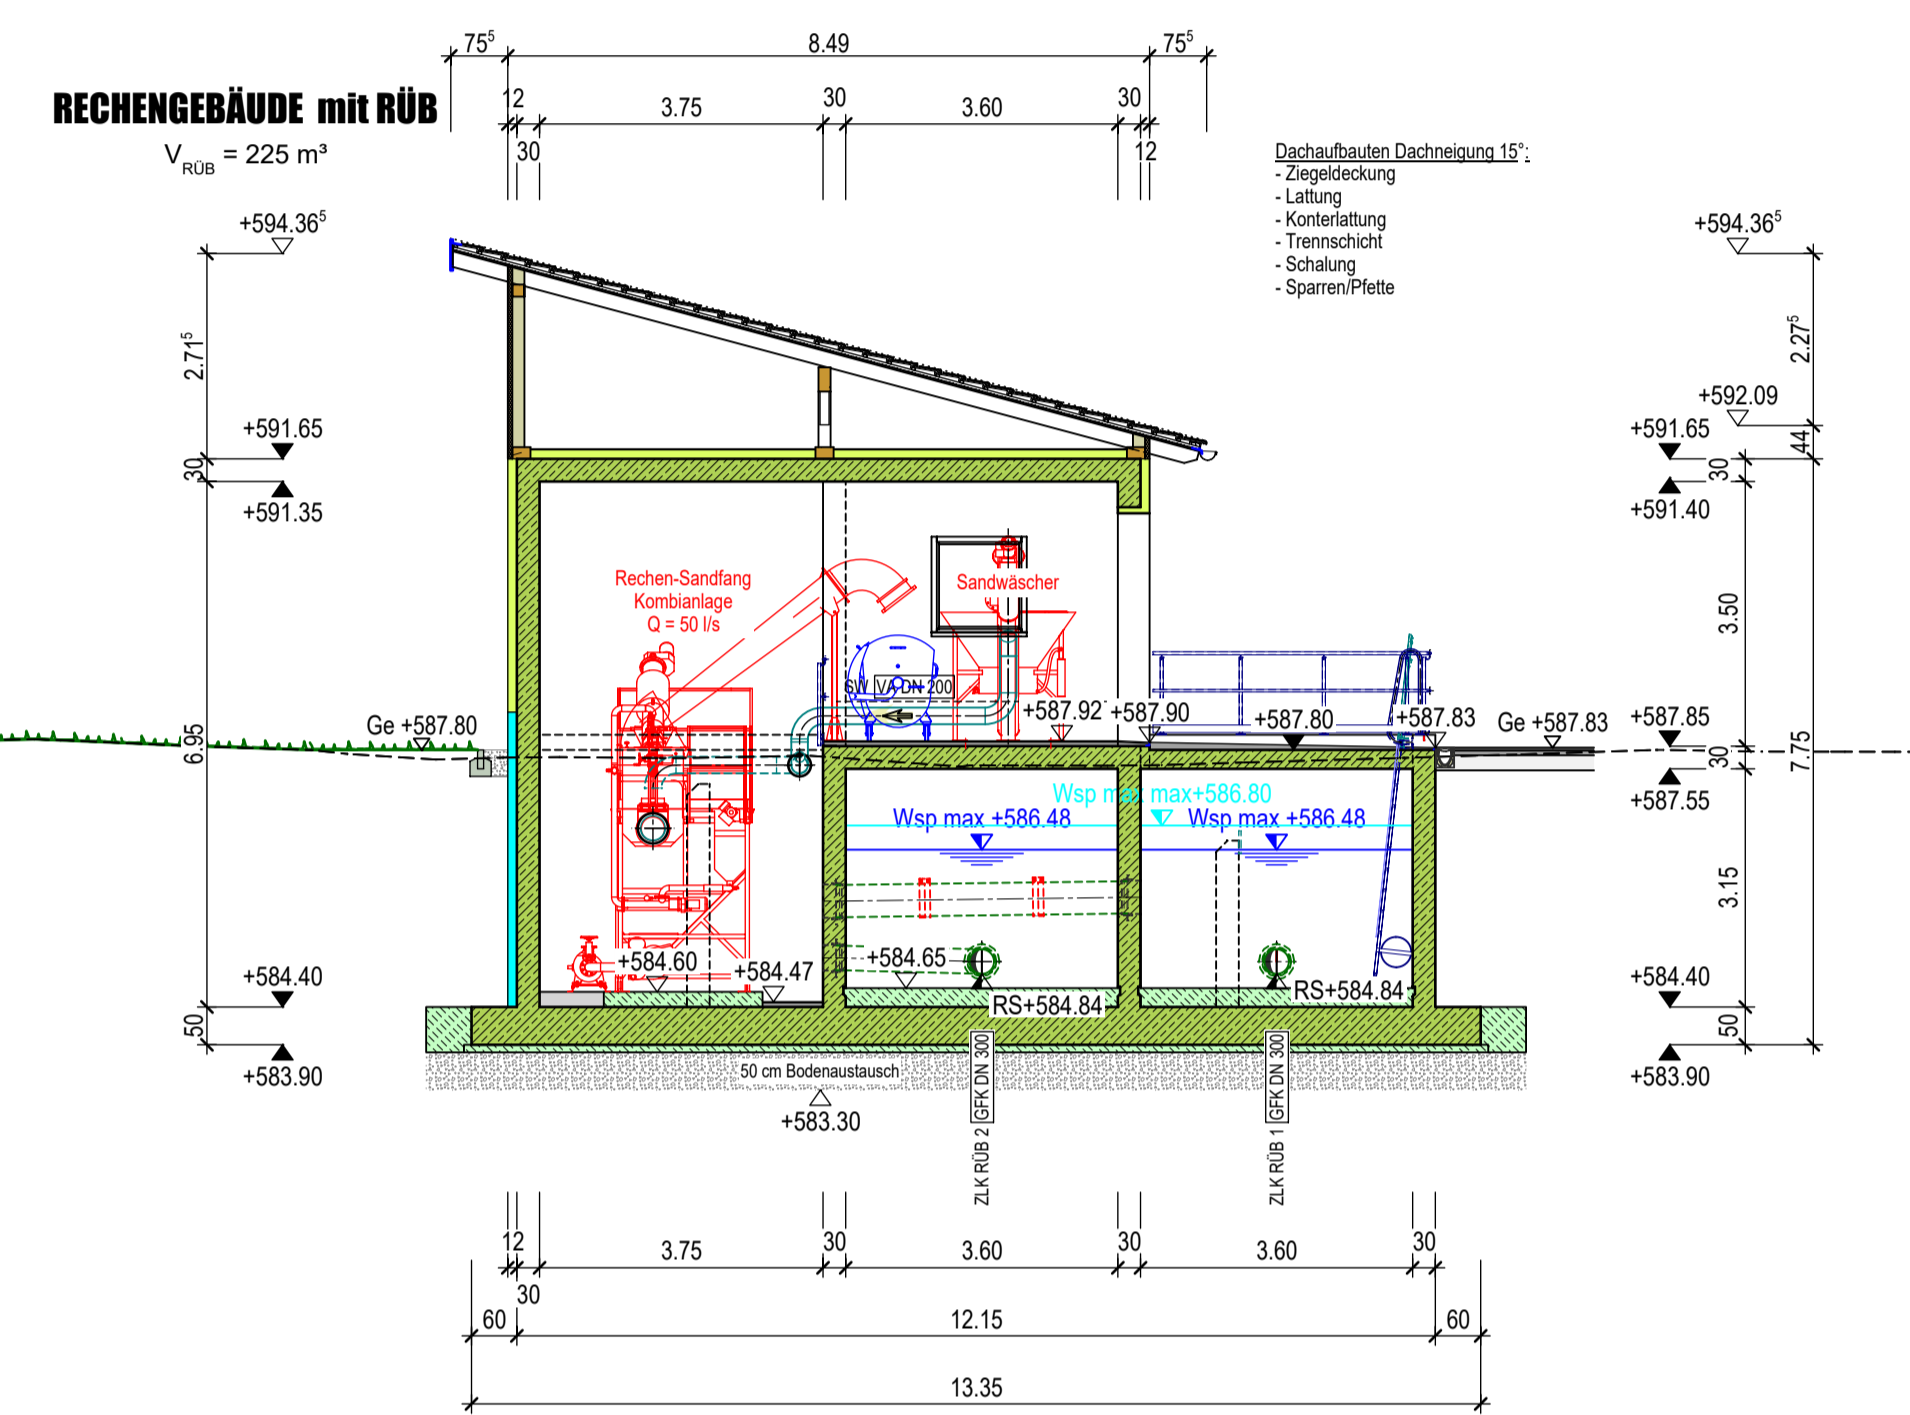 75⁵ 8.49 75⁵
RECHENGEBÄUDE mit RÜB
12 3.75 30 3.60 30
30 12
V RÜB = 225 m³
Dachaufbauten Dachneigung 15°:
- Ziegeldeckung
- Lattung
- Konterlattung
- Trennschicht
- Schalung
- Sparren/Pfette
+594.36⁵
+594.36⁵
2.71⁵
2.27⁵
+592.09
+591.65
+591.65
44
30
30
+591.35
+591.40
Rechen-Sandfang
Kombianlage
Q = 50 l/s
Sandwäscher
3.50
SW VA DN 200
Ge +587.80
+587.92
+587.90
+587.80
+587.83
Ge +587.83
+587.85
6.95
30
7.75
+587.55
Wsp max max+586.80
Wsp max +586.48
Wsp max +586.48
3.15
+584.60
+584.47
+584.65
RS+584.84
RS+584.84
+584.40
+584.40
50
50
+583.90
+583.90
50 cm Bodenaustausch
+583.30
ZLK RÜB 2 GFK DN 300
ZLK RÜB 1 GFK DN 300
12 3.75 30 3.60 30 3.60 30
30
60 12.15 60
13.35